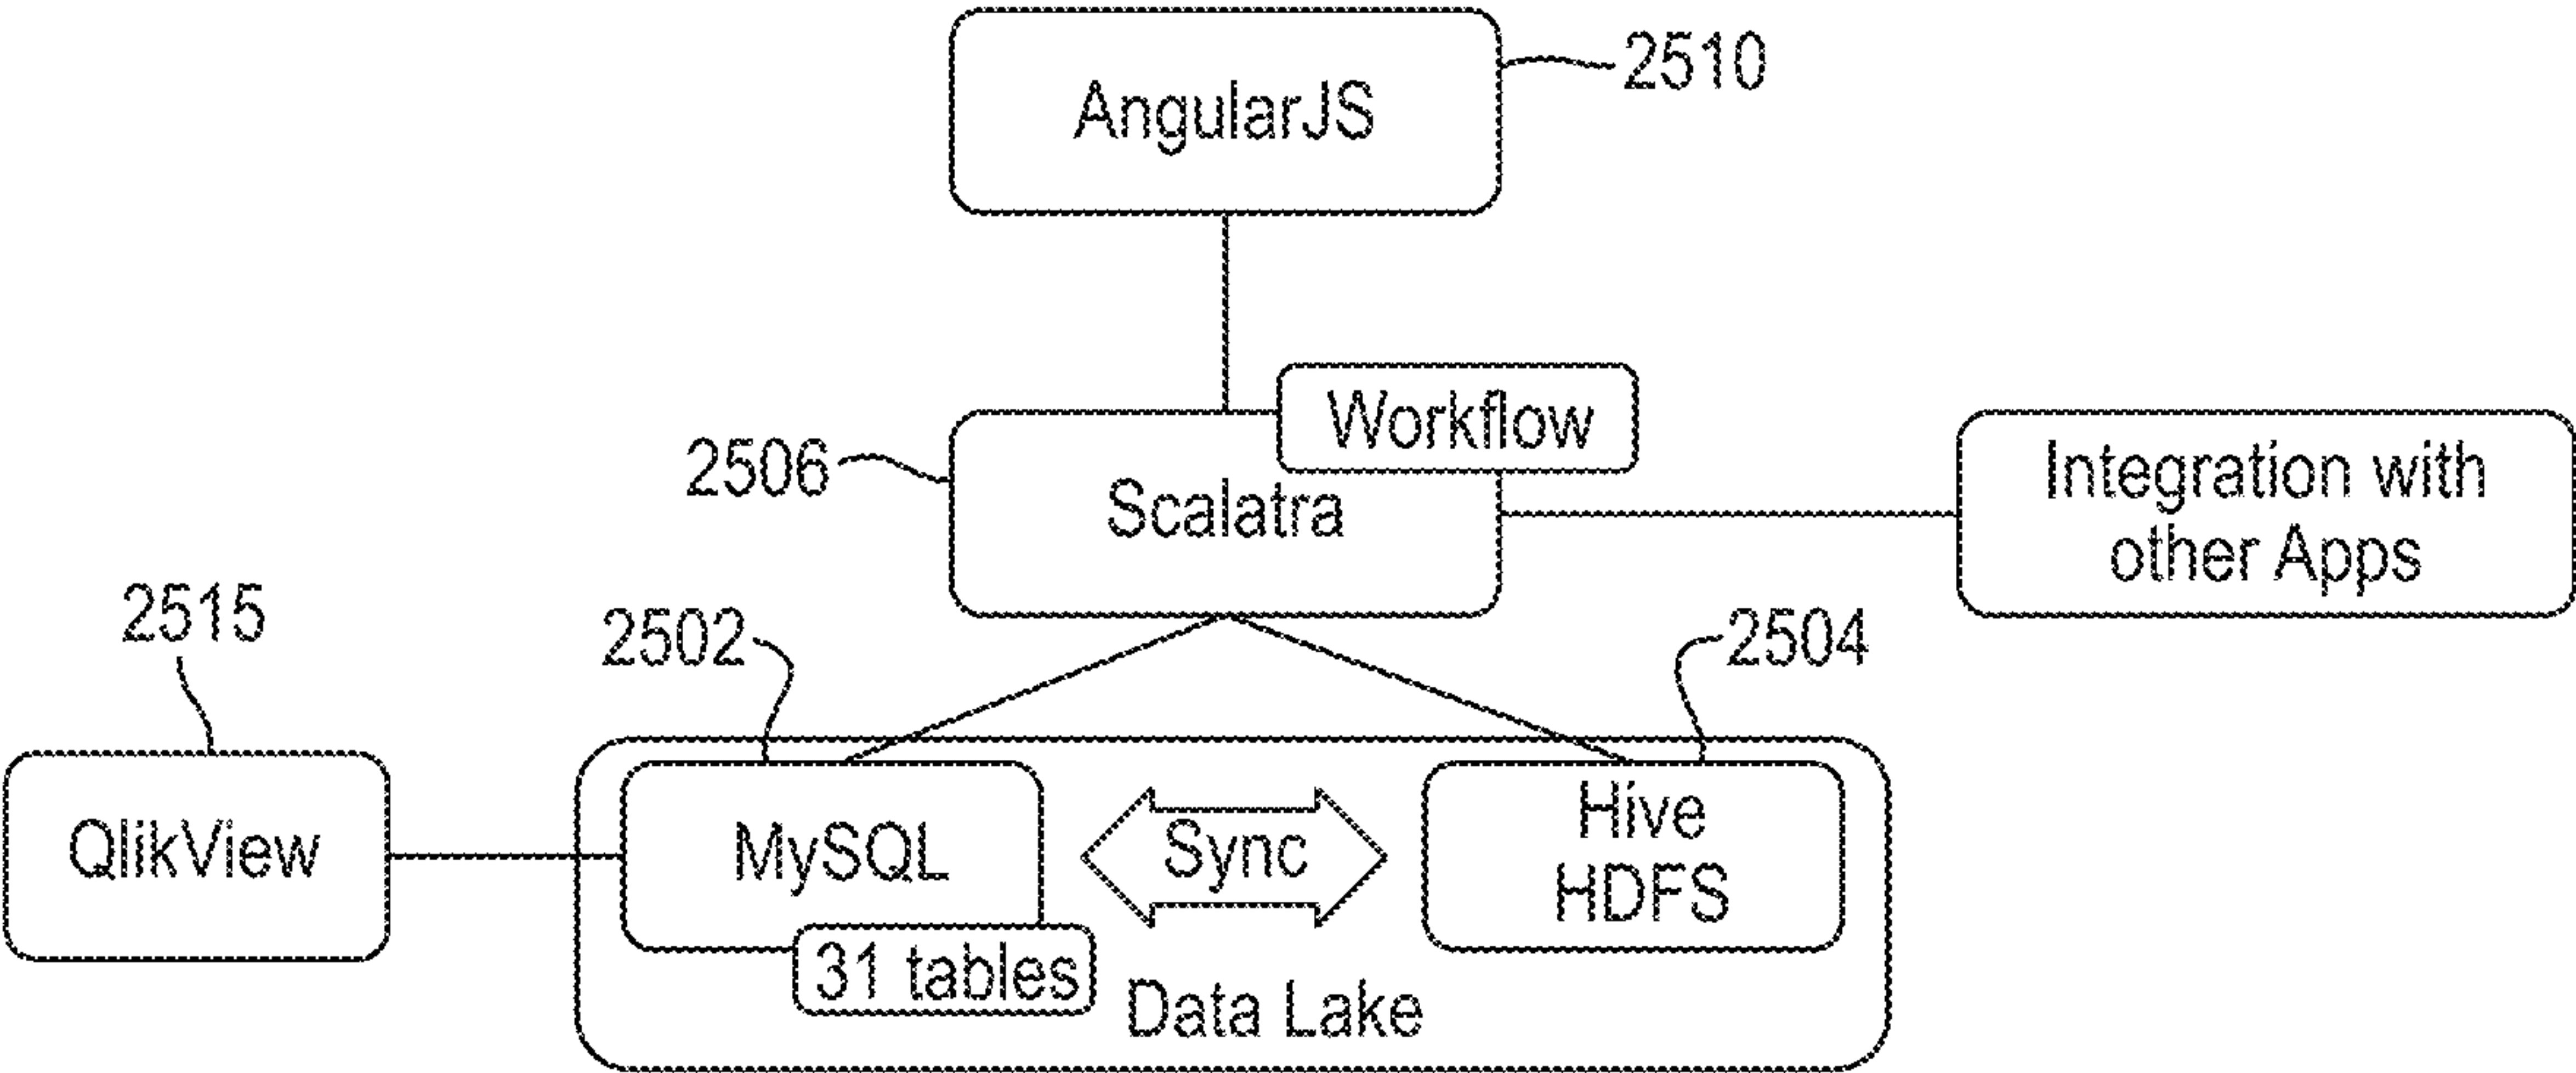 AngularJS
2510
Workflow
2506
Scalatra
Integration with
other Apps
2515
2502
2504
QlikView
MySQL
Sync
Hive
HDFS
31 tables
Data Lake